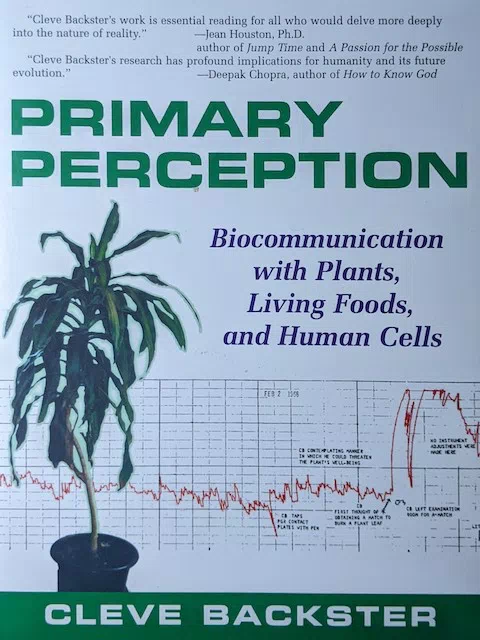 “Cleve Backster's work is essential reading for all who would delve more deeply
into the nature of reality.” —Jean Houston, Ph.D.
author of Jump Time and A Passion for the Possible
“Cleve Backster's research has profound implications for humanity and its future
evolution.” —Deepak Chopra, author of How to Know God
PRIMARY
PERCEPTION
Biocommunication
with Plants,
Living Foods,
and Human Cells
FEB 2 1966
CB CONTEMPLATING MANNER
IN WHICH HE COULD THREATEN
THE PLANT'S WELL-BEING
NO INSTRUMENT
ADJUSTMENTS WERE
MADE HERE
CB TAPS
PGR CONTACT
PLATES WITH PEN
CB
FIRST THOUGHT OF
OBTAINING A MATCH TO
BURN A PLANT LEAF
CB LEFT EXAMINATION
ROOM FOR MATCH
CLEVE BACKSTER